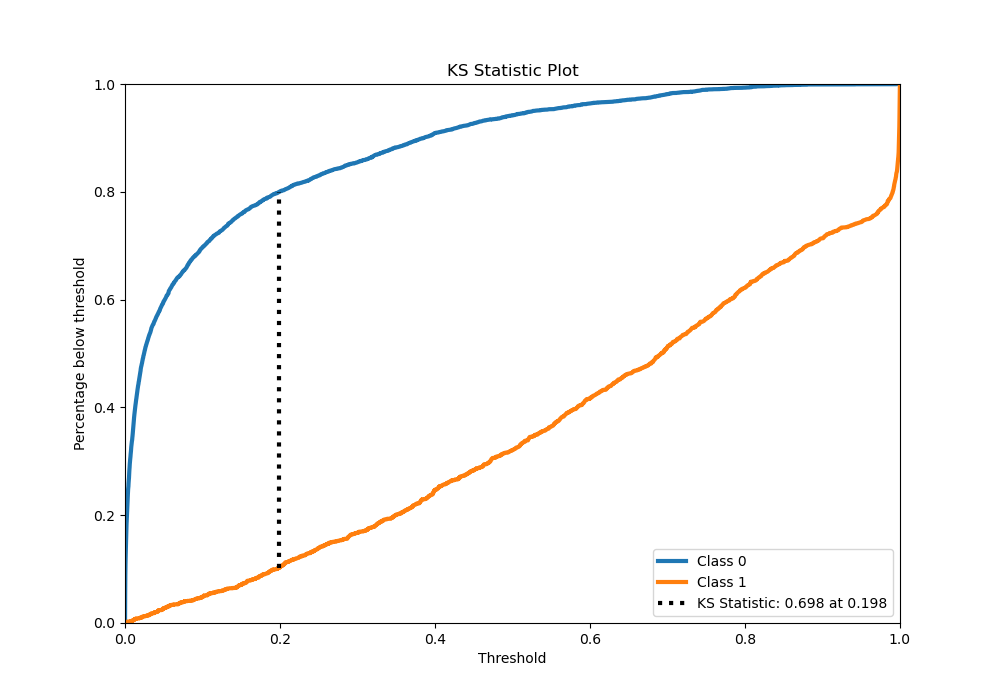 KS Statistic Plot
Percentage below threshold
1.0
0.8
0.6
0.4
0.2
0.0
0.0 0.2 0.4 0.6 0.8 1.0
Threshold
Class 0
Class 1
KS Statistic: 0.698 at 0.198